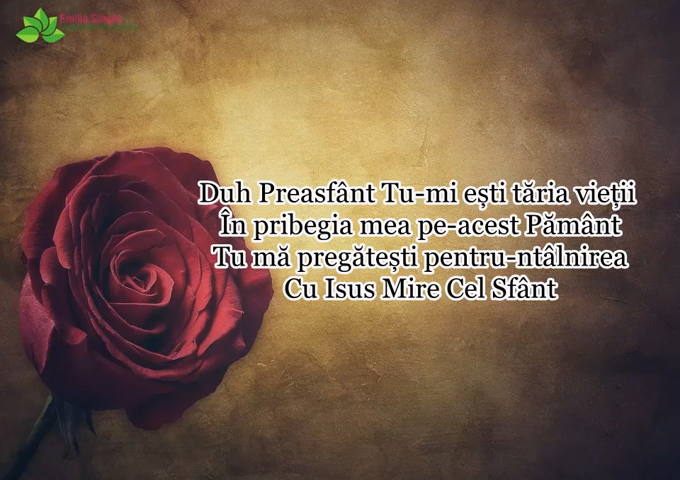 Duh Preasfânt Tu-mi ești tăria vieții
În pribegia mea pe-acest Pământ
Tu mă pregătești pentru-ntâlnirea
Cu Isus Mire Cel Sfânt